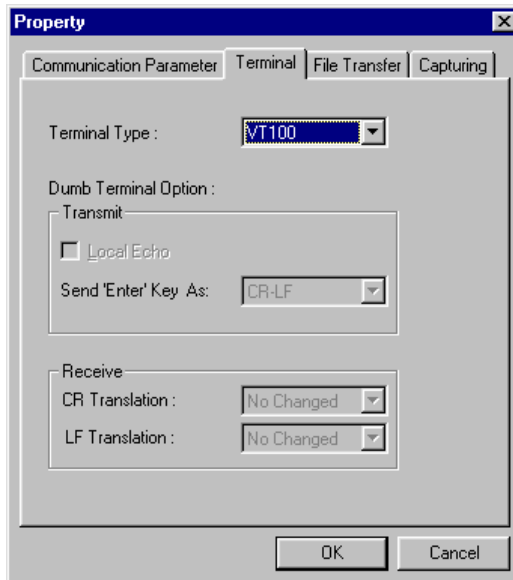 Property
Communication Parameter Terminal File Transfer Capturing
Terminal Type : VT100
Dumb Terminal Option :
Transmit
Local Echo
Send 'Enter' Key As: CR-LF
Receive
CR Translation : No Changed
LF Translation : No Changed
OK Cancel